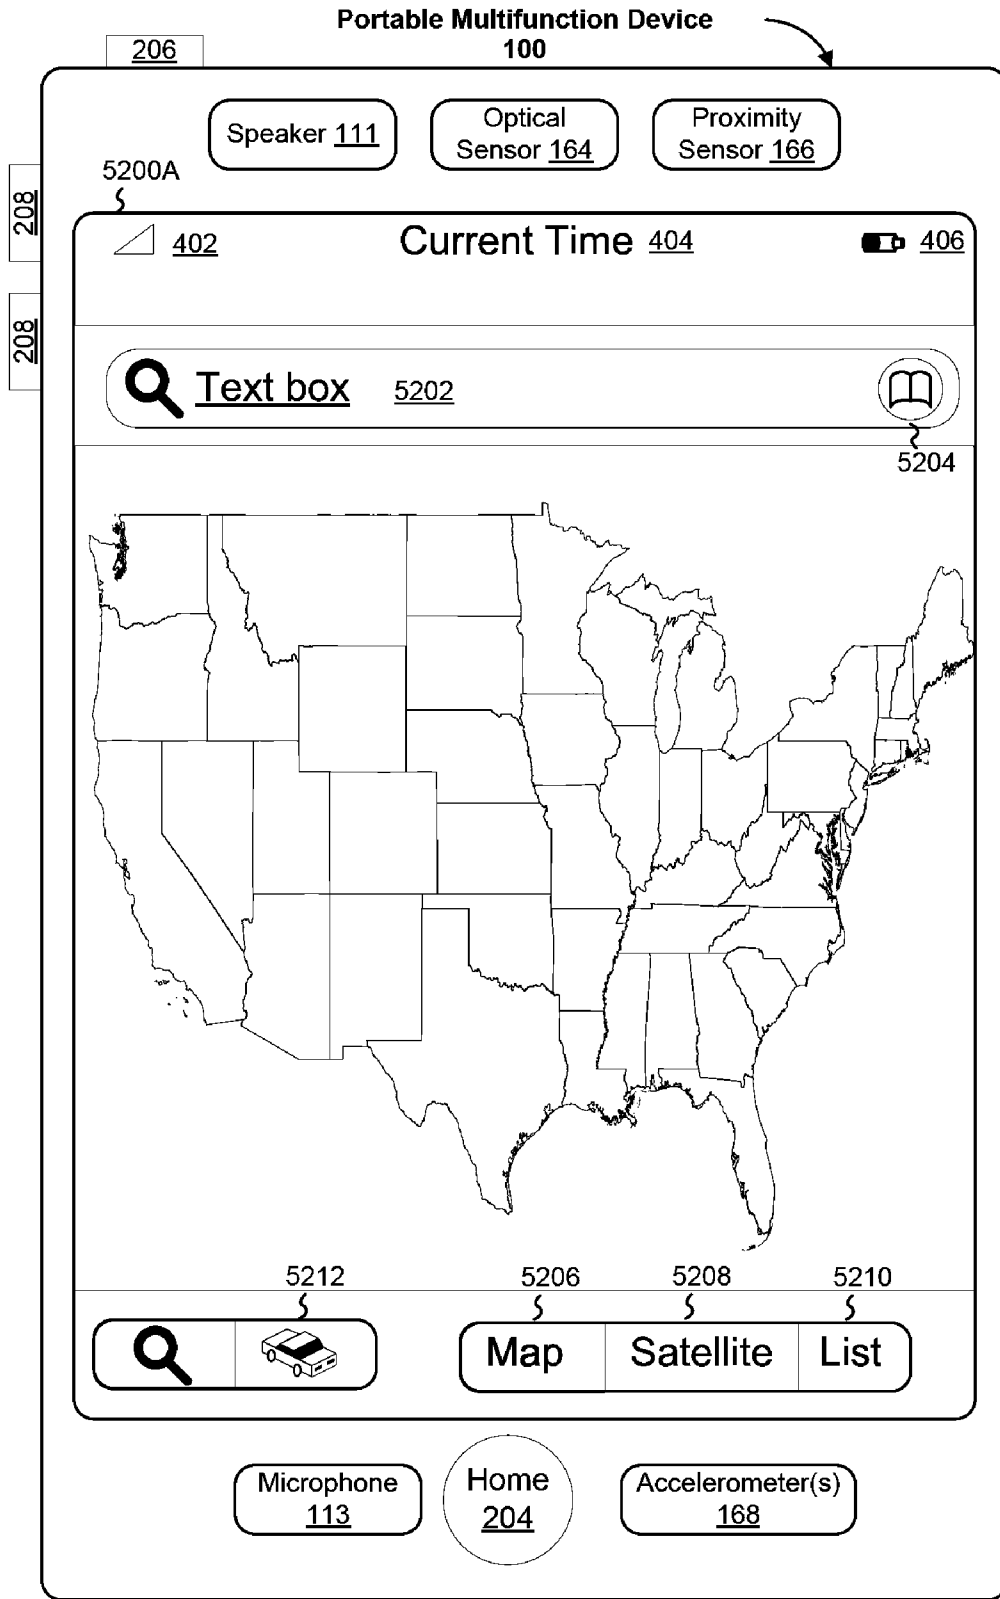 Portable Multifunction Device
100
206
Speaker 111
Optical
Sensor 164
Proximity
Sensor 166
5200A
208
402
Current Time 404
406
208
Text box 5202
5204
5212
5206
5208
5210
Map
Satellite
List
Microphone
113
Home
204
Accelerometer(s)
168